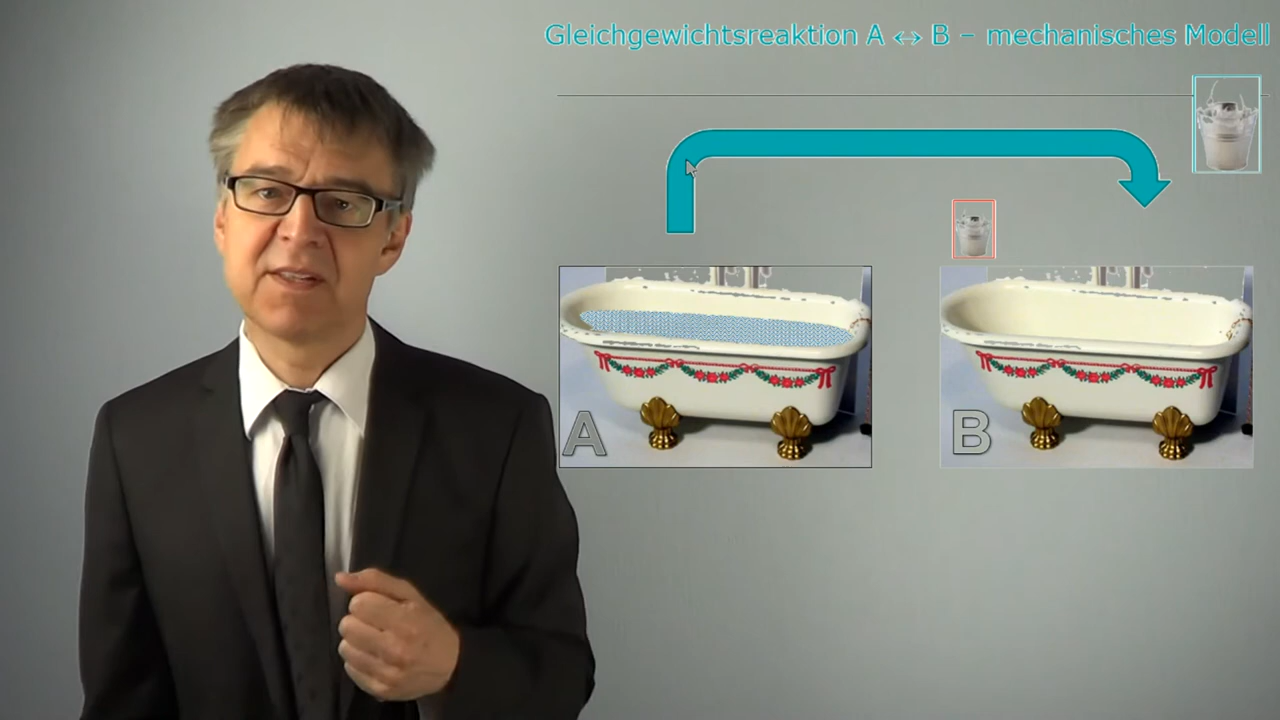 Gleichgewichtsreaktion A ↔ B – mechanisches Modell
A
B